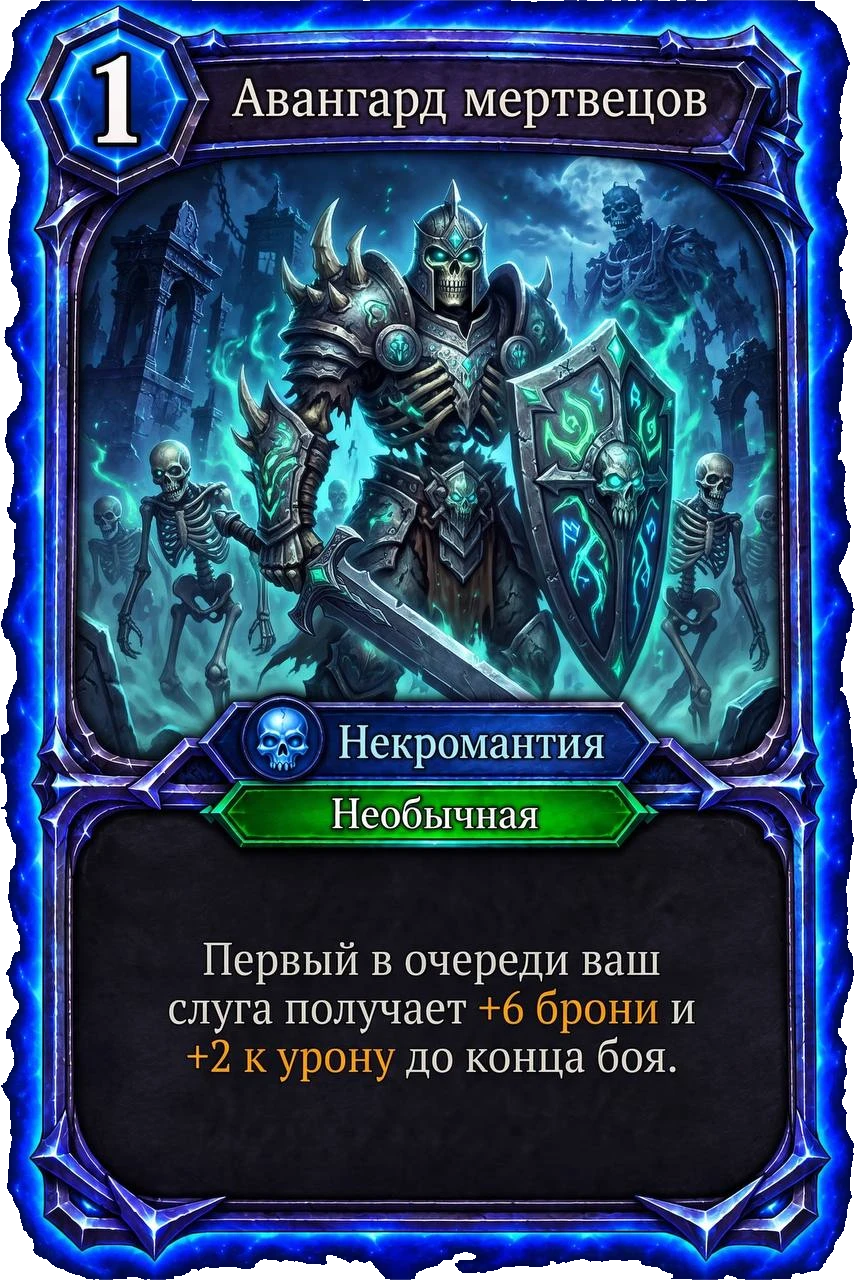 1
Авангард мертвецов
Некромантия
Необычная
Первый в очереди ваш
слуга получает +6 брони и
+2 к урону до конца боя.